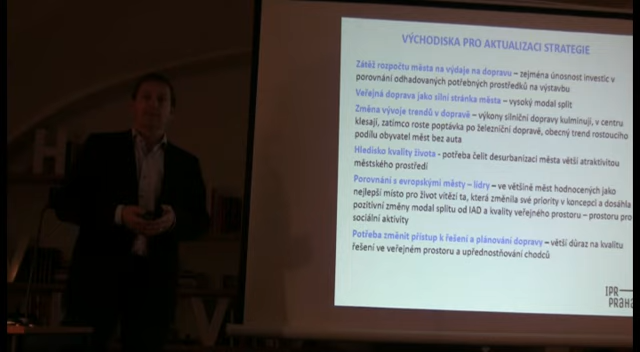 VÝCHODISKA PRO AKTUALIZACI STRATEGIE
Zátěž rozpočtu města na výdaje na dopravu – zejména únosnost investic v
porovnání odhadovaných potřebných prostředků na výstavbu
Veřejná doprava jako silní stránka města – vysoký modal split
Změna vývoje trendů v dopravě – výkony silniční dopravy kulminují, v centru
klesají, zatímco roste poptávka po železniční dopravě, obecný trend rostoucího
podílu obyvatel měst bez auta
Hledisko kvality života - potřeba čelit desurbanizaci města větší atraktivitou
městského prostředí
Porovnání s evropskými městy – lídry – ve většině měst hodnocených jako
nejlepší místo pro život vítězí ta, která změnila své priority v koncepci a dosáhla
pozitivní změny modal splitu od IAD a kvality veřejného prostoru – prostoru pro
sociální aktivity
Potřeba změnit přístup k řešení a plánování dopravy – větší důraz na kvalitu
řešení ve veřejném prostoru a upřednostňování chodců
IPR
PRAHA